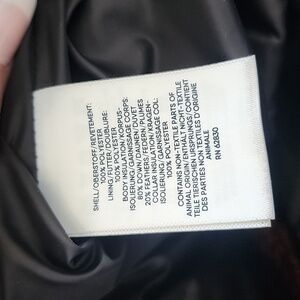 SHELL/OBERSTOFF/REVETEMENT:
100% POLYESTER
LINING/FUTTER/DOUBLURE:
100% POLYESTER
BODY INSULATION/KORPUS-
ISOLIERUNG/GARNISSAGE CORPS:
80% DOWN/DAUNEN/DUVET
20% FEATHERS/FEDERN/PLUMES
COLLAR INSULATION/KRAGEN-
ISOLIERUNG/GARNISSAGE COL:
100% POLYESTER
CONTAINS NON-TEXTILE PARTS OF
ANIMAL ORIGIN/ENTHÄLT NICHT-TEXTILE
TEILE TIERISCHEN URSPRUNGS/CONTIENT
DES PARTIES NON TEXTILES D'ORIGINE
ANIMALE
RN 62830